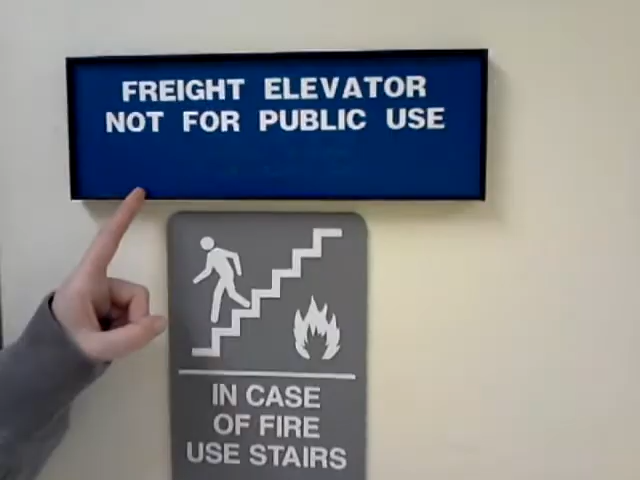 FREIGHT ELEVATOR
NOT FOR PUBLIC USE
IN CASE
OF FIRE
USE STAIRS